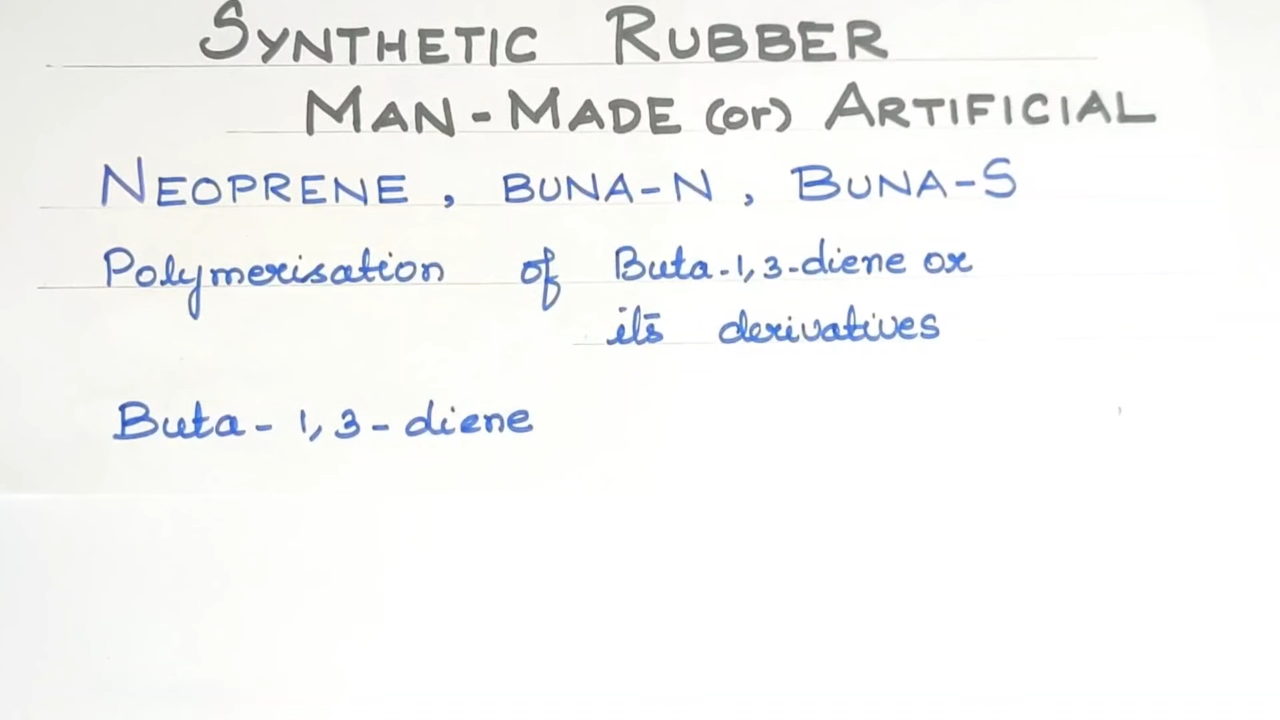 SYNTHETIC RUBBER
MAN-MADE (or) ARTIFICIAL
NEOPRENE, BUNA-N, BUNA-S
Polymerisation of Buta-1,3-diene or
its derivatives
Buta-1,3-diene